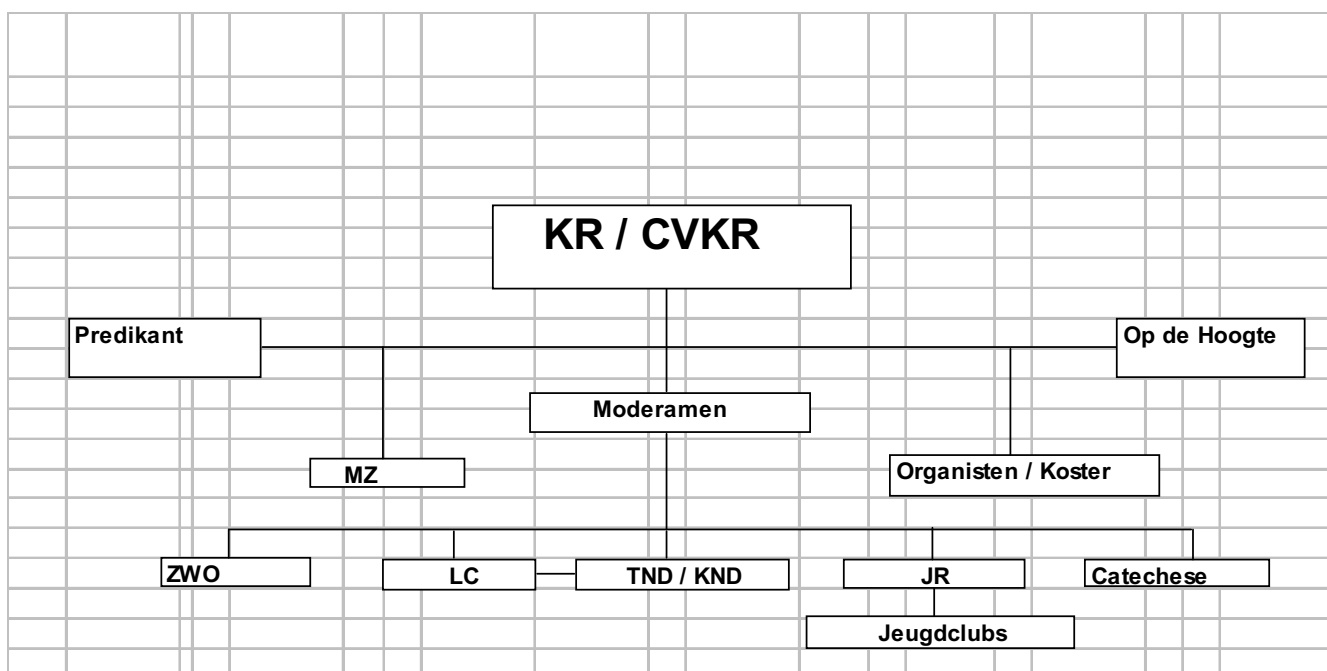 KR / CVKR
Predikant
Op de Hoogte
Moderamen
MZ
Organisten / Koster
ZWO
LC
TND / KND
JR
Catechese
Jeugdclubs